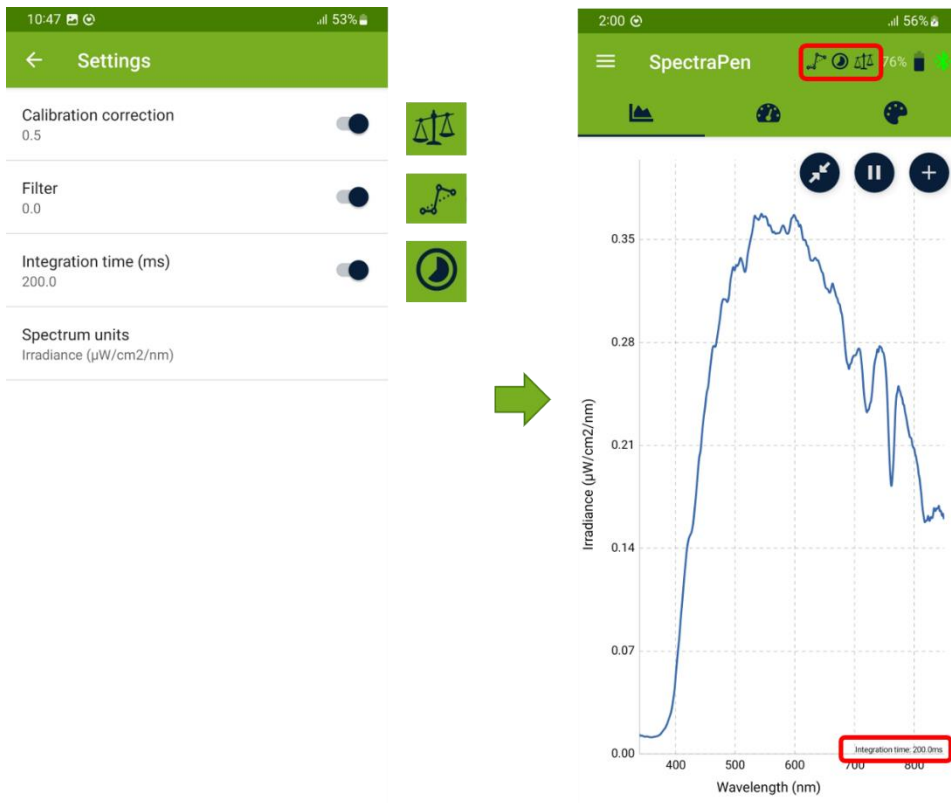 10:47
53%
Settings
Calibration correction
0.5
Filter
0.0
Integration time (ms)
200.0
Spectrum units
Irradiance (µW/cm2/nm)
2:00
56%
SpectraPen
76%
Irradiance (µW/cm2/nm)
0.35
0.28
0.21
0.14
0.07
0.00
Integration time: 200.0ms
400 500 600 700 800
Wavelength (nm)